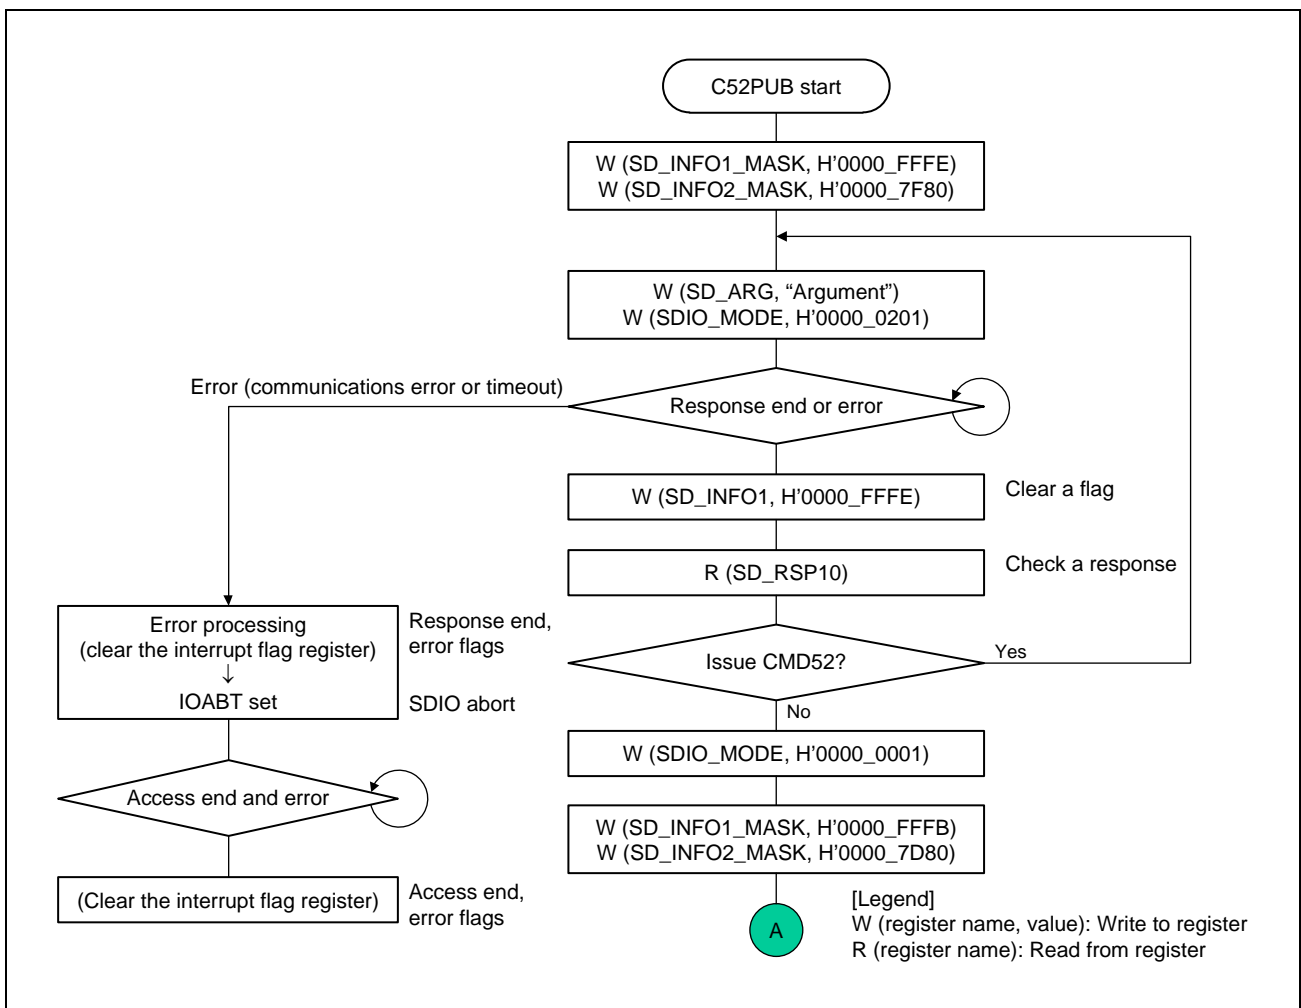 C52PUB start
W (SD_INFO1_MASK, H'0000_FFFE)
W (SD_INFO2_MASK, H'0000_7F80)
W (SD_ARG, “Argument”)
W (SDIO_MODE, H'0000_0201)
Error (communications error or timeout)
Response end or error
W (SD_INFO1, H'0000_FFFE)
Clear a flag
R (SD_RSP10)
Check a response
Error processing
(clear the interrupt flag register)
↓
IOABT set
Response end,
error flags
SDIO abort
Issue CMD52?
Yes
No
W (SDIO_MODE, H'0000_0001)
Access end and error
W (SD_INFO1_MASK, H'0000_FFFB)
W (SD_INFO2_MASK, H'0000_7D80)
(Clear the interrupt flag register)
Access end,
error flags
A
[Legend]
W (register name, value): Write to register
R (register name): Read from register